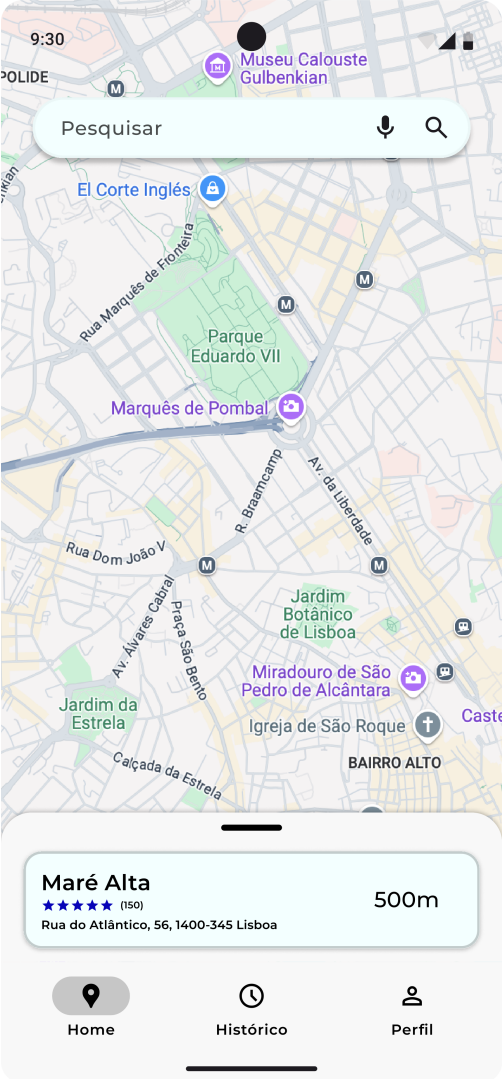 9:30
Museu Calouste
Gulbenkian
POLIDE
M
Pesquisar
El Corte Inglés
Rua Marquês de Fronteira
M
M
Parque
Eduardo VII
Marquês de Pombal
R. Braamcamp
Av. da Liberdade
Rua Dom João V
M
M
Av. Álvares Cabral
Praça São Bento
Jardim
Botânico
de Lisboa
Miradouro de São
Pedro de Alcântara
Jardim da
Estrela
Igreja de São Roque
Caste
BAIRRO ALTO
Calçada da Estrela
Maré Alta
(150)
500m
Rua do Atlântico, 56, 1400-345 Lisboa
Home
Histórico
Perfil